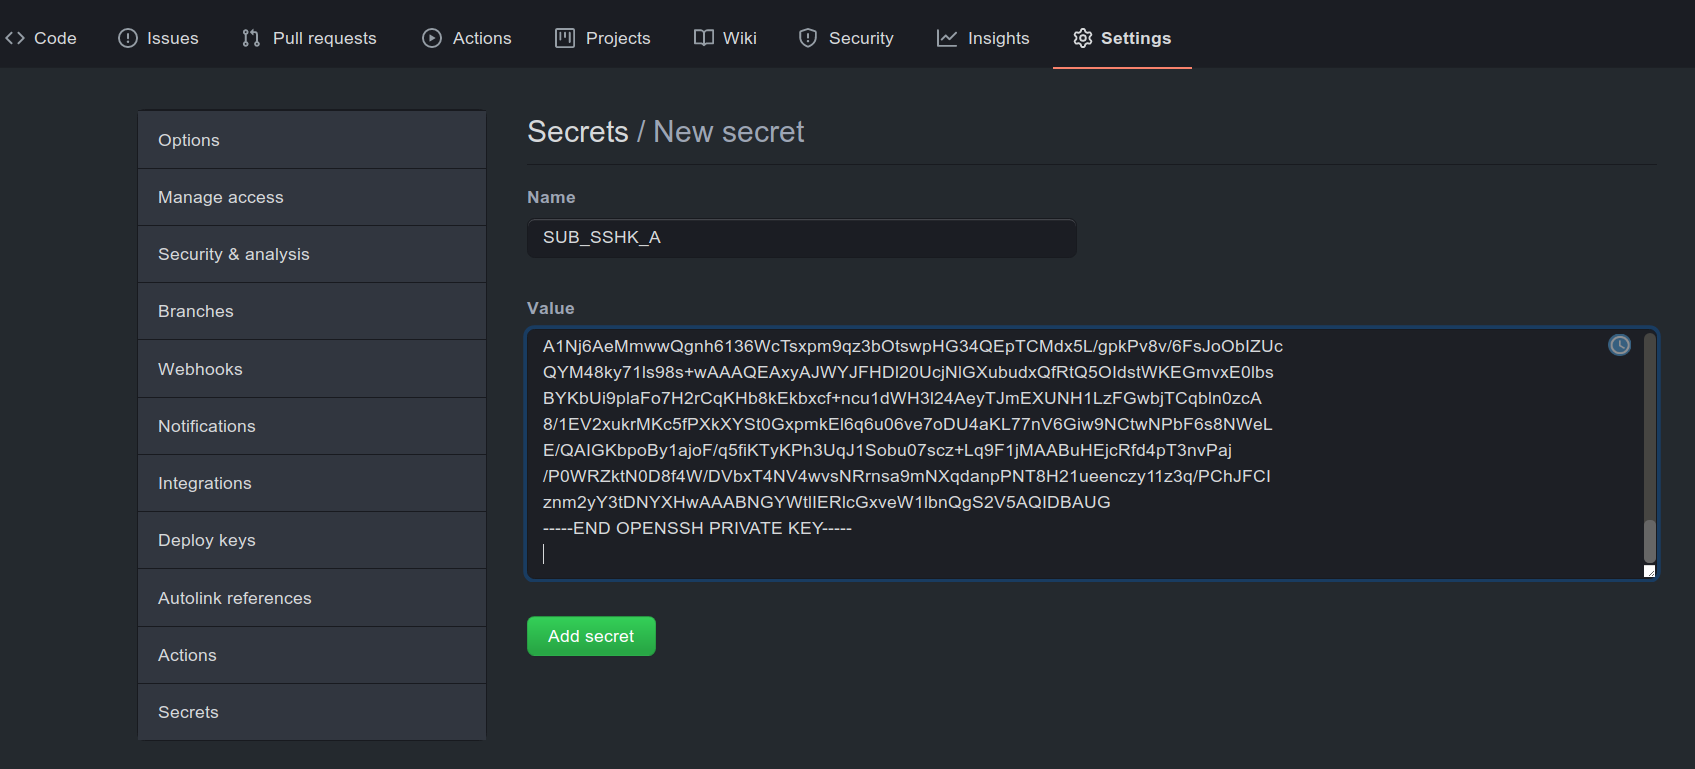 Code Issues Pull requests Actions Projects Wiki Security Insights Settings
Options
Manage access
Security & analysis
Branches
Webhooks
Notifications
Integrations
Deploy keys
Autolink references
Actions
Secrets
Secrets / New secret
Name
SUB_SSHK_A
Value
A1Nj6AeMmwwQgnh6136WcTsxpm9qz3bOtswpHG34QEpTCMdx5L/gpkPv8v/6FsJoObIZUc
QYM48ky71ls98s+wAAAQEAxyAJWYJFHDl20UcjNlGXubudxQfRtQ5OIdstWKEGmvxE0lbs
BYKbUi9plaFo7H2rCqKHb8kEkbxcf+ncu1dWH3l24AeyTJmEXUNH1LzFGwbjTCqbln0zcA
8/1EV2xukrMKc5fPXkXYSt0GxpmkEl6q6u06ve7oDU4aKL77nV6Giw9NCtwNPbF6s8NWeL
E/QAIGKbpoBy1ajoF/q5fiKTyKPh3UqJ1Sobu07scz+Lq9F1jMAABuHEjcRfd4pT3nvPaj
/P0WRZktN0D8f4W/DVbxT4NV4wvsNRrnsa9mNXqdanpPNT8H21ueenczy11z3q/PChJFCI
znm2yY3tDNYXHwAAABNGYWtlIERlcGxveW1lbnQgS2V5AQIDBAUG
-----END OPENSSH PRIVATE KEY-----
Add secret